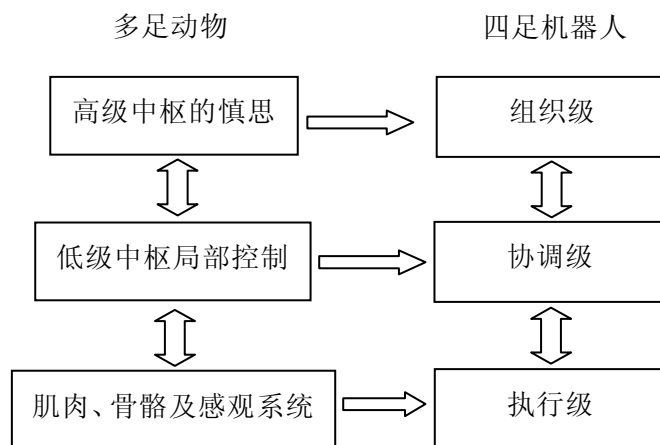 多足动物
四足机器人
高级中枢的慎思
组织级
低级中枢局部控制
协调级
肌肉、骨骼及感观系统
执行级